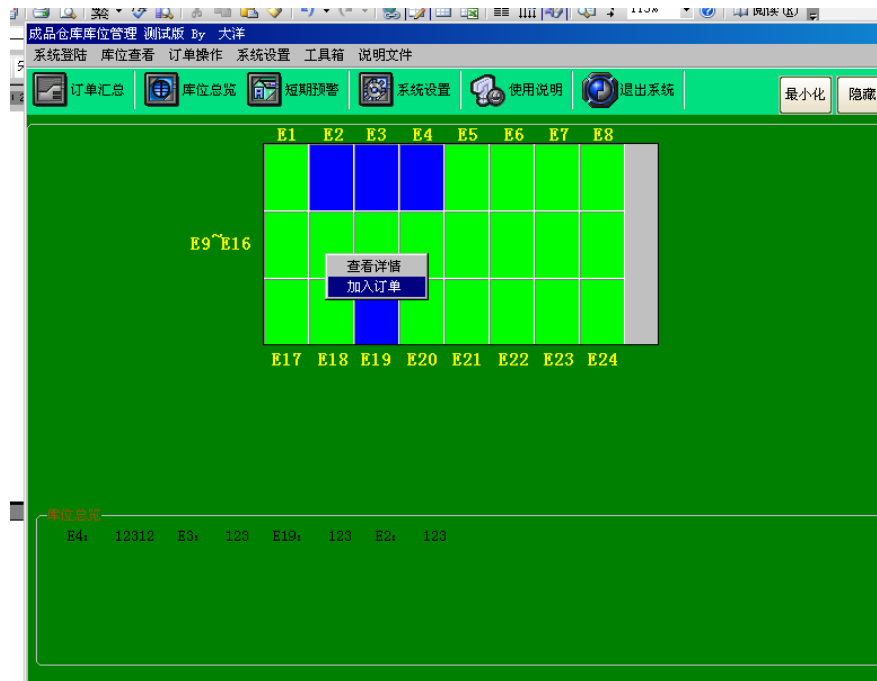 繁
113%
阅读(R)
成品仓库库位管理 测试版 By 大洋
系统登陆 库位查看 订单操作 系统设置 工具箱 说明文件
订单汇总 库位总览 短期预警 系统设置 使用说明 退出系统 最小化 隐藏
E1 E2 E3 E4 E5 E6 E7 E8
E9~E16
查看详情
加入订单
E17 E18 E19 E20 E21 E22 E23 E24
库位总览
E4: 12312 E3: 123 E19: 123 E2: 123